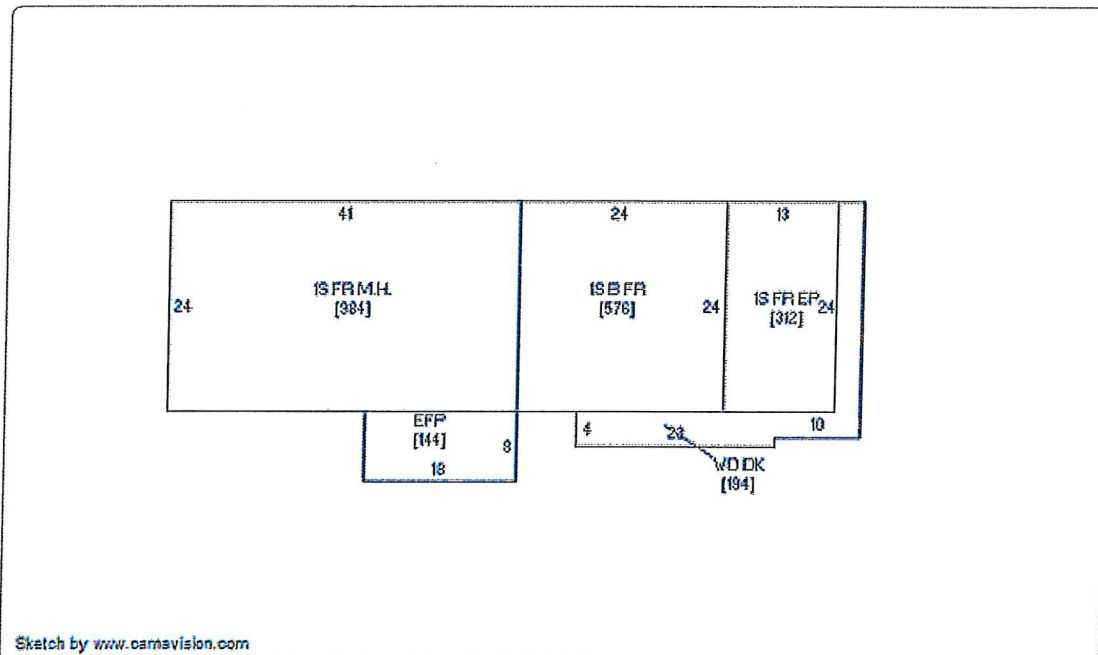 41
24
13
24
1S FR M.H.
[984]
1S B FR
[576]
24
1S FR EP
[312]
24
EFP
[144]
8
18
4
23
10
WD DK
[194]
Sketch by www.camavision.com